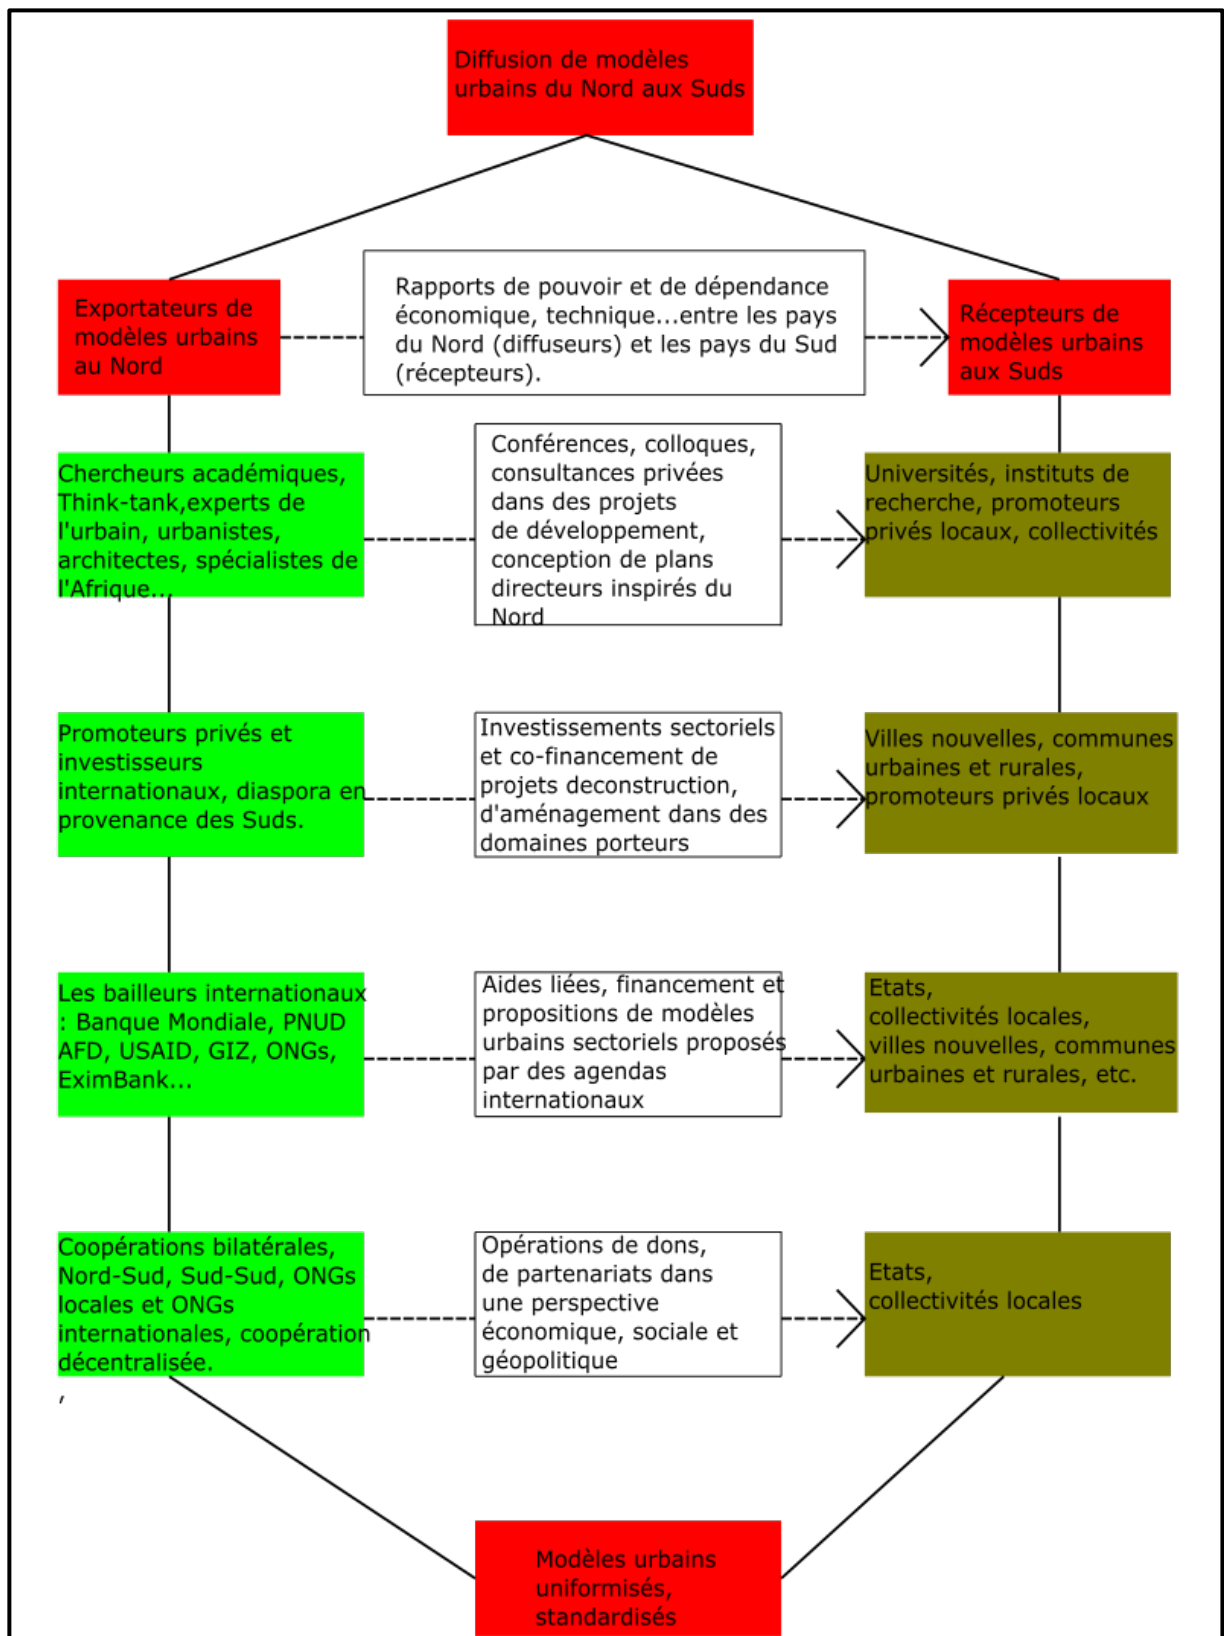 Diffusion de modèles
urbains du Nord aux Suds
Exportateurs de
modèles urbains
au Nord
Rapports de pouvoir et de dépendance
économique, technique...entre les pays
du Nord (diffuseurs) et les pays du Sud
(récepteurs).
Récepteurs de
modèles urbains
aux Suds
Chercheurs académiques,
Think-tank,experts de
l'urbain, urbanistes,
architectes, spécialistes de
l'Afrique...
Conférences, colloques,
consultances privées
dans des projets
de développement,
conception de plans
directeurs inspirés du
Nord
Universités, instituts de
recherche, promoteurs
privés locaux, collectivités
Promoteurs privés et
investisseurs
internationaux, diaspora en
provenance des Suds.
Investissements sectoriels
et co-financement de
projets deconstruction,
d'aménagement dans des
domaines porteurs
Villes nouvelles, communes
urbaines et rurales,
promoteurs privés locaux
Les bailleurs internationaux
: Banque Mondiale, PNUD
AFD, USAID, GIZ, ONGs,
EximBank...
Aides liées, financement et
propositions de modèles
urbains sectoriels proposés
par des agendas
internationaux
Etats,
collectivités locales,
villes nouvelles, communes
urbaines et rurales, etc.
Coopérations bilatérales,
Nord-Sud, Sud-Sud, ONGs
locales et ONGs
internationales, coopération
décentralisée.
,
Opérations de dons,
de partenariats dans
une perspective
économique, sociale et
géopolitique
Etats,
collectivités locales
Modèles urbains
uniformisés,
standardisés